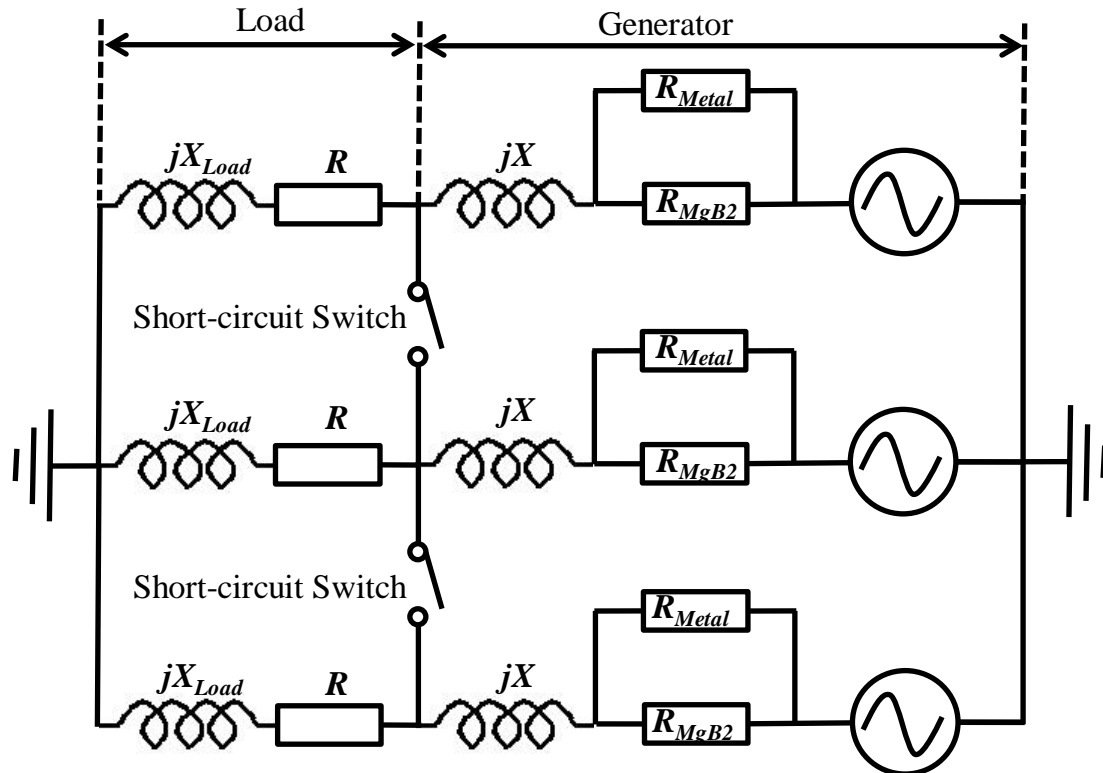 Load
Generator
R_Metal
jX_Load
R
jX
R_MgB2
Short-circuit Switch
R_Metal
jX_Load
R
jX
R_MgB2
Short-circuit Switch
R_Metal
jX_Load
R
jX
R_MgB2